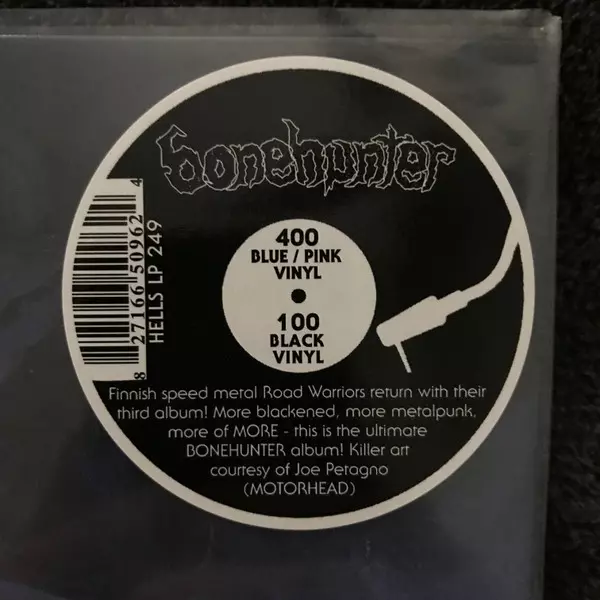 bonehunter
400
BLUE / PINK
VINYL
100
BLACK
VINYL
8 27166 50962 4
HELLS LP 249
Finnish speed metal Road Warriors return with their
third album! More blackened, more metalpunk,
more of MORE - this is the ultimate
BONEHUNTER album! Killer art
courtesy of Joe Petagno
(MOTORHEAD)